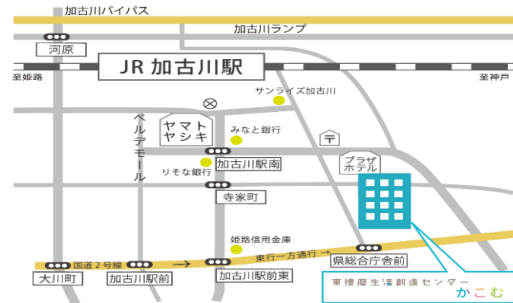 加古川バイパス
加古川ランプ
河原
JR 加古川駅
至姫路
至神戸
サンライズ加古川
ベルデモール
ヤマト
ヤシキ
みなと銀行
〒
加古川駅南
りそな銀行
プラザ
ホテル
寺家町
姫路信用金庫
東行一方通行 →
国道2号線
→
大川町
加古川駅前
加古川駅前東
県総合庁舎前
東播磨生活創造センター
かこむ